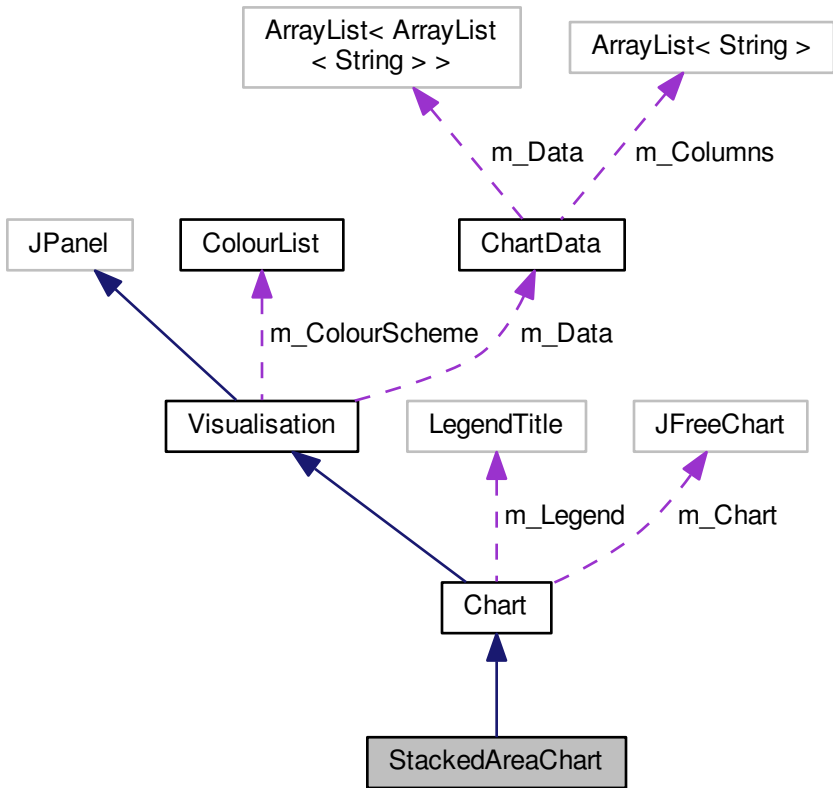 ArrayList< ArrayList
< String > >
ArrayList< String >
m_Data
m_Columns
JPanel
ColourList
ChartData
m_ColourScheme
m_Data
Visualisation
LegendTitle
JFreeChart
m_Legend
m_Chart
Chart
StackedAreaChart